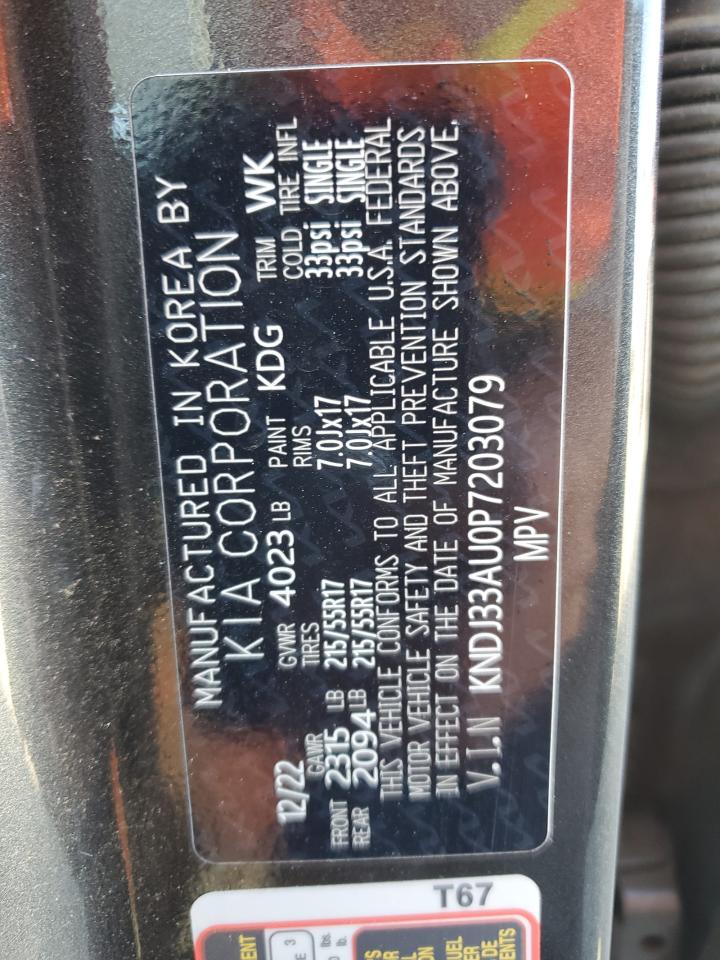 MANUFACTURED IN KOREA BY
KIA CORPORATION
12/22 GVWR 4023 LB PAINT KDG TRIM WK
GAWR TIRES RIMS COLD TIRE INFL
FRONT 2315 LB 215/55R17 7.0Jx17 33psi SINGLE
REAR 2094 LB 215/55R17 7.0Jx17 33psi SINGLE
THIS VEHICLE CONFORMS TO ALL APPLICABLE U.S.A. FEDERAL
MOTOR VEHICLE SAFETY AND THEFT PREVENTION STANDARDS
IN EFFECT ON THE DATE OF MANUFACTURE SHOWN ABOVE.
V.I.N KNDJ33AU0P7203079
MPV
T67
3
lbs.
lb.